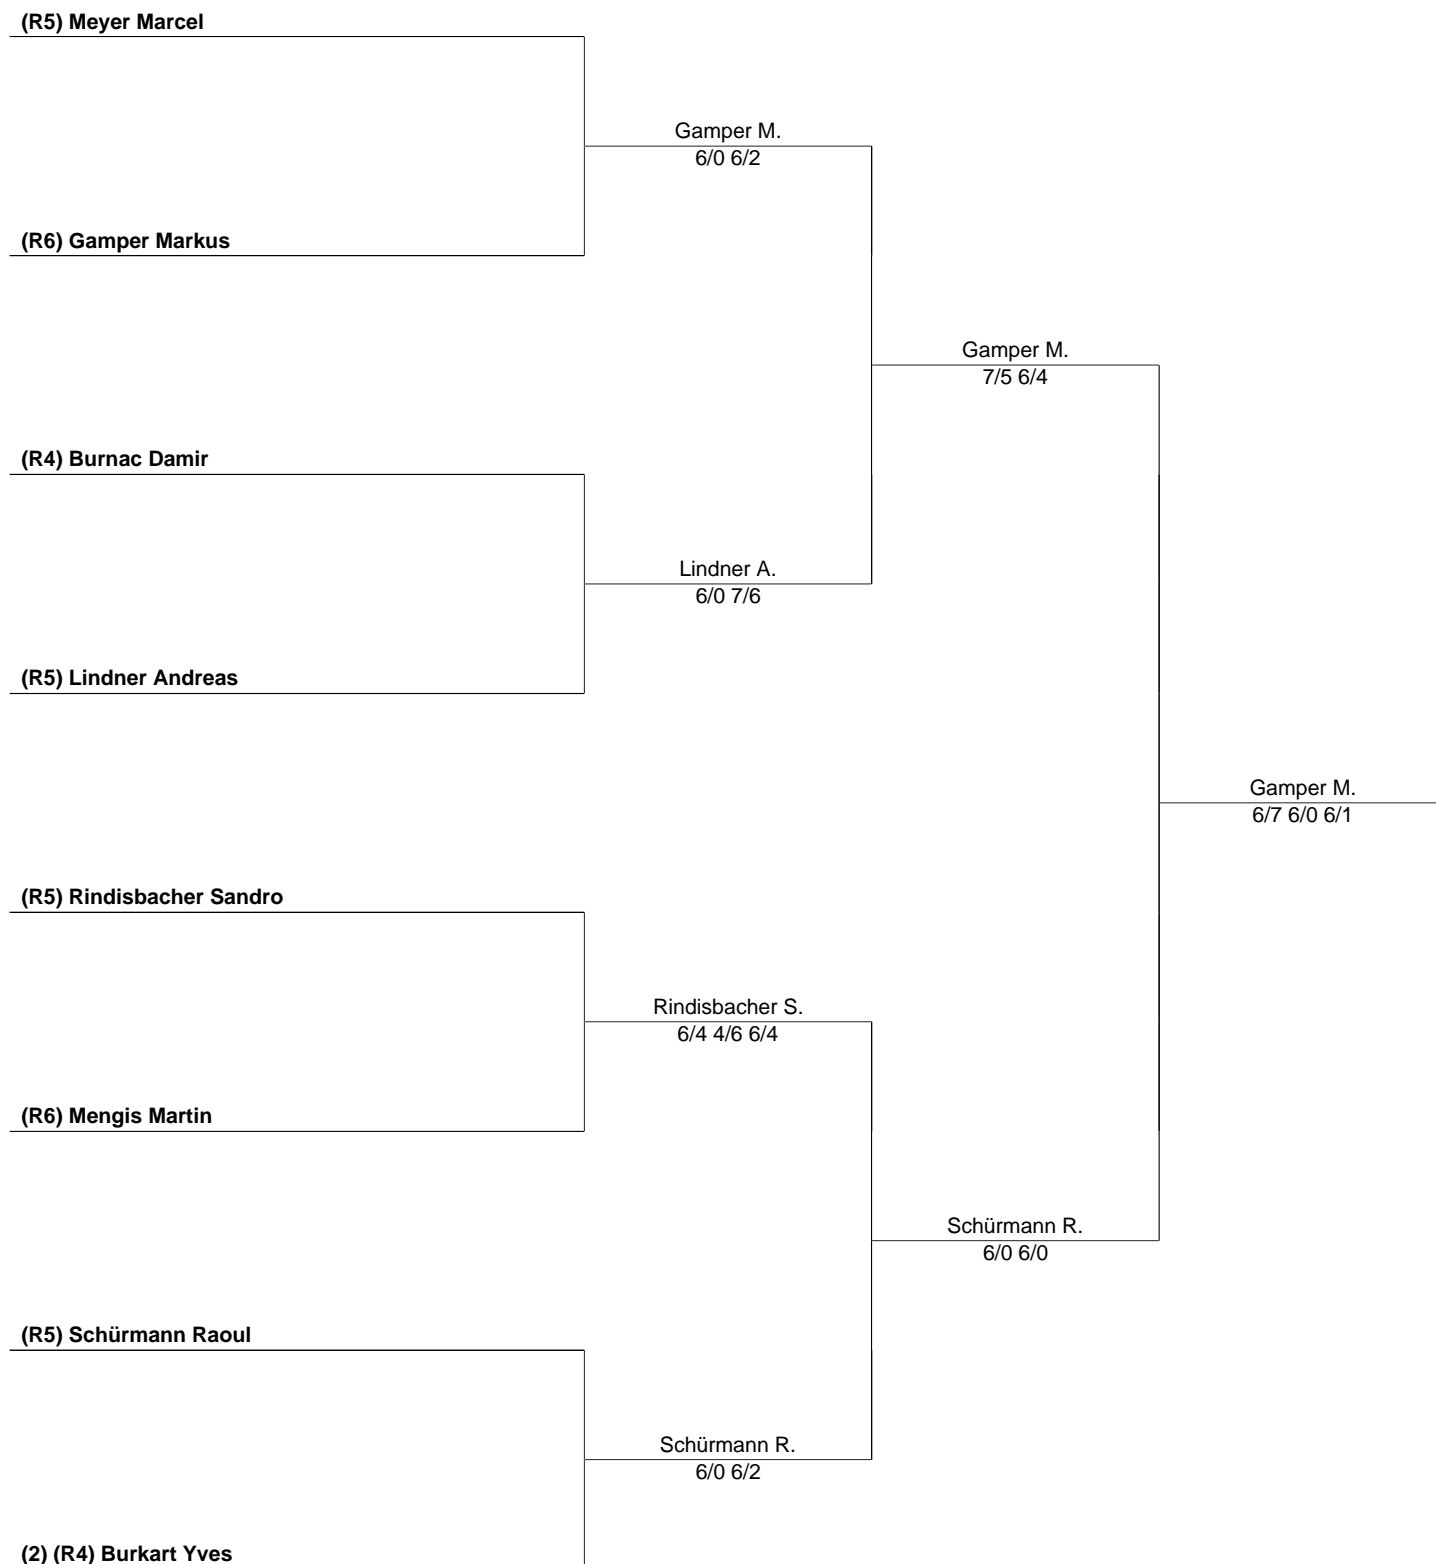 (R5) Meyer Marcel
Gamper M.
6/0 6/2
(R6) Gamper Markus
Gamper M.
7/5 6/4
(R4) Burnac Damir
Lindner A.
6/0 7/6
(R5) Lindner Andreas
Gamper M.
6/7 6/0 6/1
(R5) Rindisbacher Sandro
Rindisbacher S.
6/4 4/6 6/4
(R6) Mengis Martin
Schürmann R.
6/0 6/0
(R5) Schürmann Raoul
Schürmann R.
6/0 6/2
(2) (R4) Burkart Yves